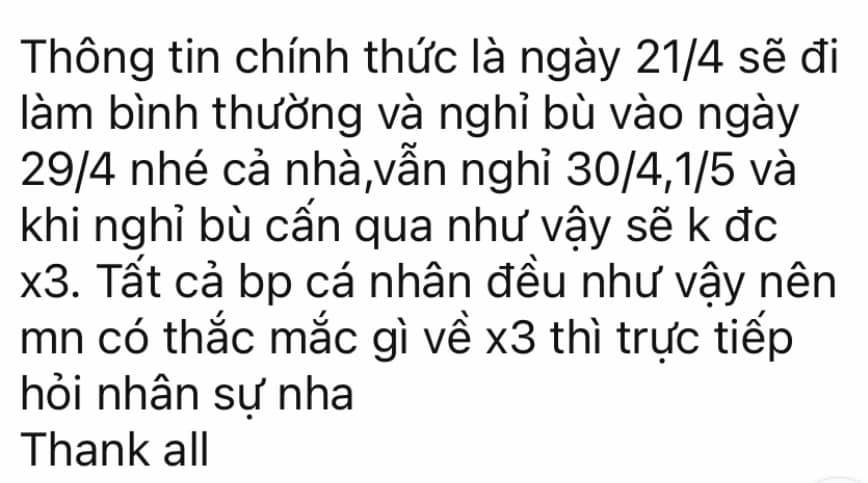 Thông tin chính thức là ngày 21/4 sẽ đi
làm bình thường và nghỉ bù vào ngày
29/4 nhé cả nhà,vẫn nghỉ 30/4,1/5 và
khi nghỉ bù cấn qua như vậy sẽ k đc
x3. Tất cả bp cá nhân đều như vậy nên
mn có thắc mắc gì về x3 thì trực tiếp
hỏi nhân sự nha
Thank all